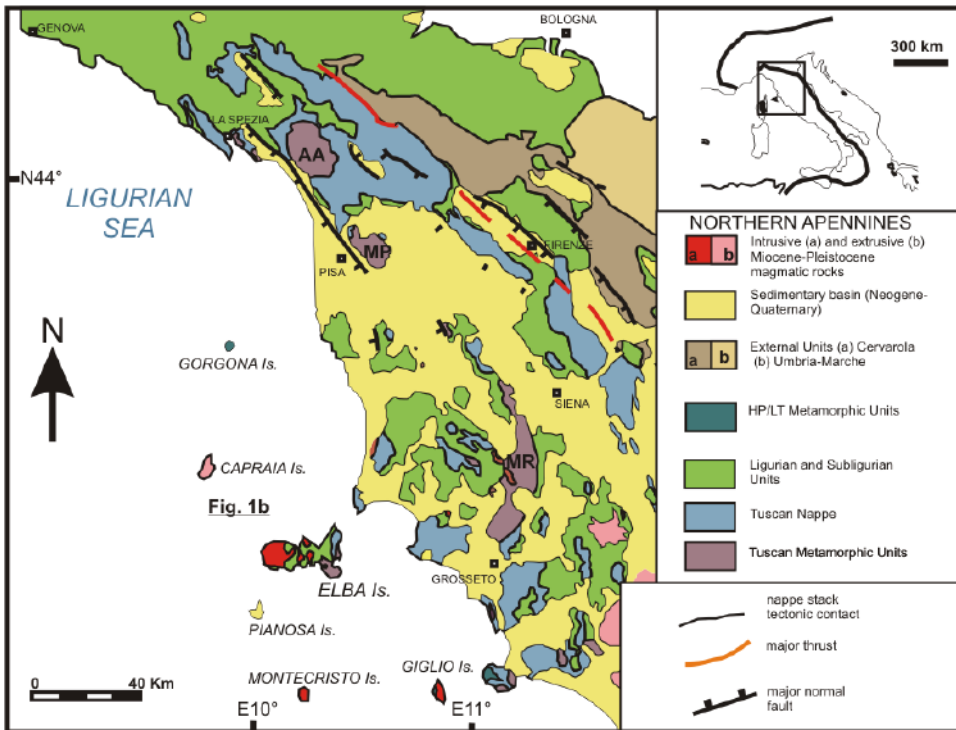 GENOVA
BOLOGNA
LA SPEZIA
AA
N44°
LIGURIAN
SEA
MP
PISA
FIRENZE
N
GORGONA Is.
SIENA
CAPRAIA Is.
MR
Fig. 1b
ELBA Is.
GROSSETO
PIANOSA Is.
MONTECRISTO Is.
GIGLIO Is.
0 40 Km
E10°
E11°
300 km
NORTHERN APENNINES
a b
Intrusive (a) and extrusive (b)
Miocene-Pleistocene
magmatic rocks
Sedimentary basin (Neogene-
Quaternary)
a b
External Units (a) Cervarola
(b) Umbria-Marche
HP/LT Metamorphic Units
Ligurian and Subligurian
Units
Tuscan Nappe
Tuscan Metamorphic Units
nappe stack
tectonic contact
major thrust
major normal
fault